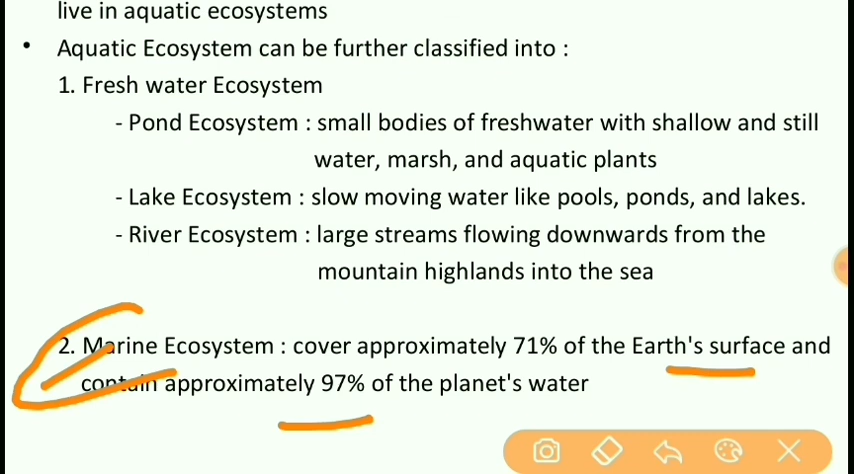 live in aquatic ecosystems
• Aquatic Ecosystem can be further classified into :
1. Fresh water Ecosystem
- Pond Ecosystem : small bodies of freshwater with shallow and still
water, marsh, and aquatic plants
- Lake Ecosystem : slow moving water like pools, ponds, and lakes.
- River Ecosystem : large streams flowing downwards from the
mountain highlands into the sea
2. Marine Ecosystem : cover approximately 71% of the Earth's surface and
contain approximately 97% of the planet's water